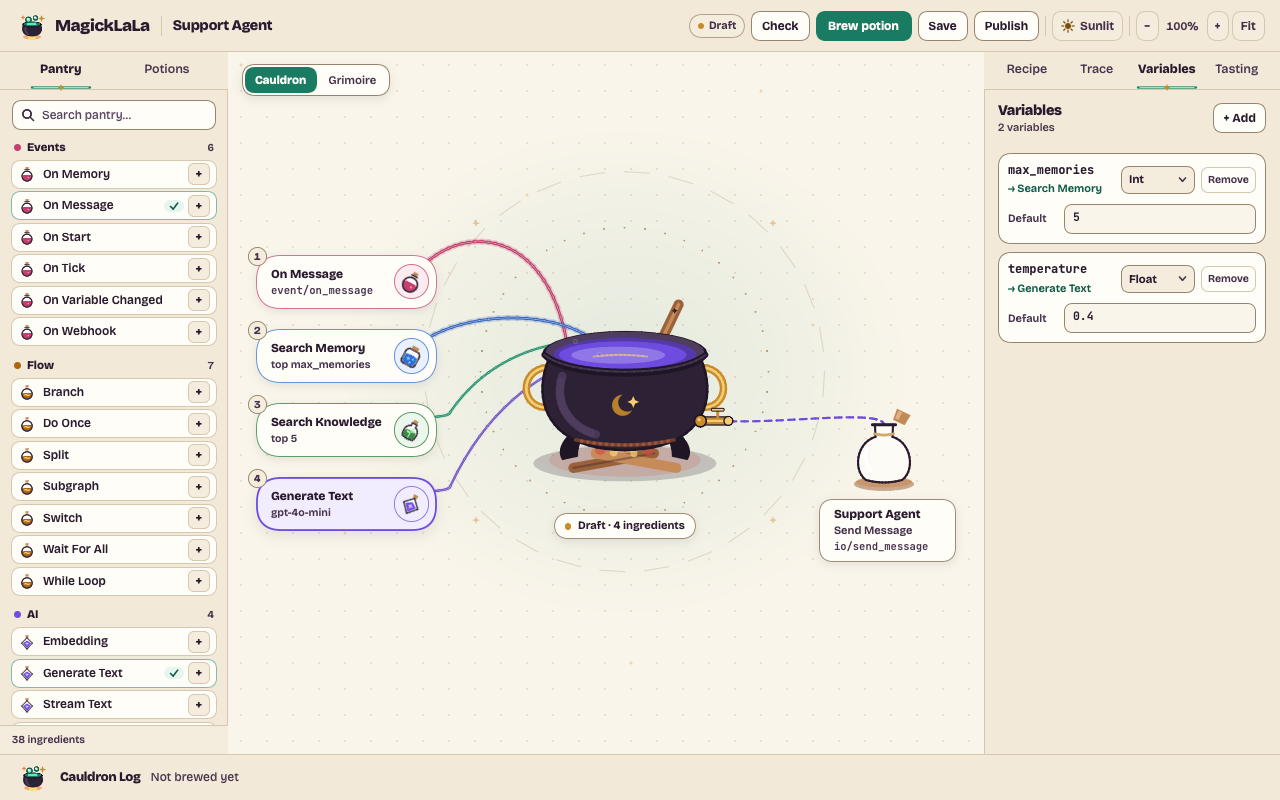 MagickLaLa
Support Agent
Draft
Check
Brew potion
Save
Publish
Sunlit
−
100%
+
Fit
Pantry
Potions
Search pantry...
Events
6
On Memory
+
On Message
+
On Start
+
On Tick
+
On Variable Changed
+
On Webhook
+
Flow
7
Branch
+
Do Once
+
Split
+
Subgraph
+
Switch
+
Wait For All
+
While Loop
+
AI
4
Embedding
+
Generate Text
+
Stream Text
+
38 ingredients
Cauldron
Grimoire
1
On Message
event/on_message
2
Search Memory
top max_memories
3
Search Knowledge
top 5
4
Generate Text
gpt-4o-mini
Draft · 4 ingredients
Support Agent
Send Message
io/send_message
Recipe
Trace
Variables
Tasting
Variables
2 variables
+ Add
max_memories
→ Search Memory
Int
Remove
Default
5
temperature
→ Generate Text
Float
Remove
Default
0.4
Cauldron Log
Not brewed yet